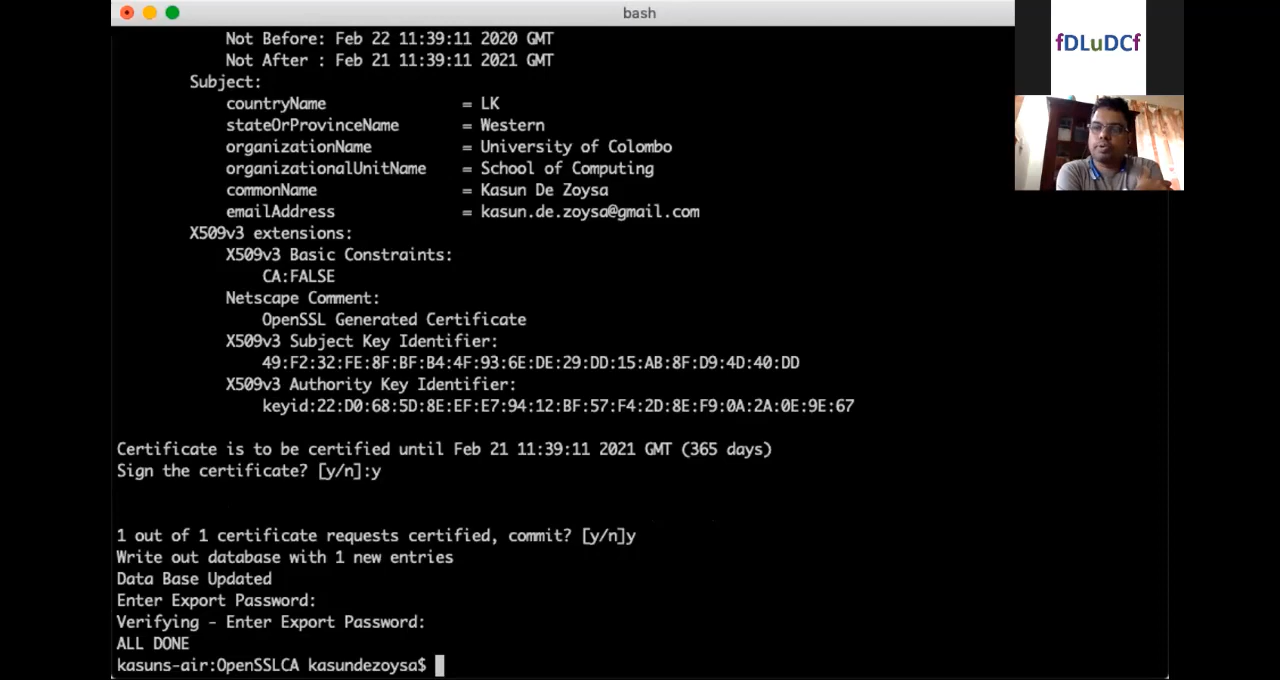 bash
fDLuDCf
Not Before: Feb 22 11:39:11 2020 GMT
Not After : Feb 21 11:39:11 2021 GMT
Subject:
countryName = LK
stateOrProvinceName = Western
organizationName = University of Colombo
organizationalUnitName = School of Computing
commonName = Kasun De Zoysa
emailAddress = kasun.de.zoysa@gmail.com
X509v3 extensions:
X509v3 Basic Constraints:
CA:FALSE
Netscape Comment:
OpenSSL Generated Certificate
X509v3 Subject Key Identifier:
49:F2:32:FE:8F:BF:B4:4F:93:6E:DE:29:DD:15:AB:8F:D9:4D:40:DD
X509v3 Authority Key Identifier:
keyid:22:D0:68:5D:8E:EF:E7:94:12:BF:57:F4:2D:8E:F9:0A:2A:0E:9E:67
Certificate is to be certified until Feb 21 11:39:11 2021 GMT (365 days)
Sign the certificate? [y/n]:y
1 out of 1 certificate requests certified, commit? [y/n]y
Write out database with 1 new entries
Data Base Updated
Enter Export Password:
Verifying - Enter Export Password:
ALL DONE
kasuns-air:OpenSSLCA kasundezoysa$